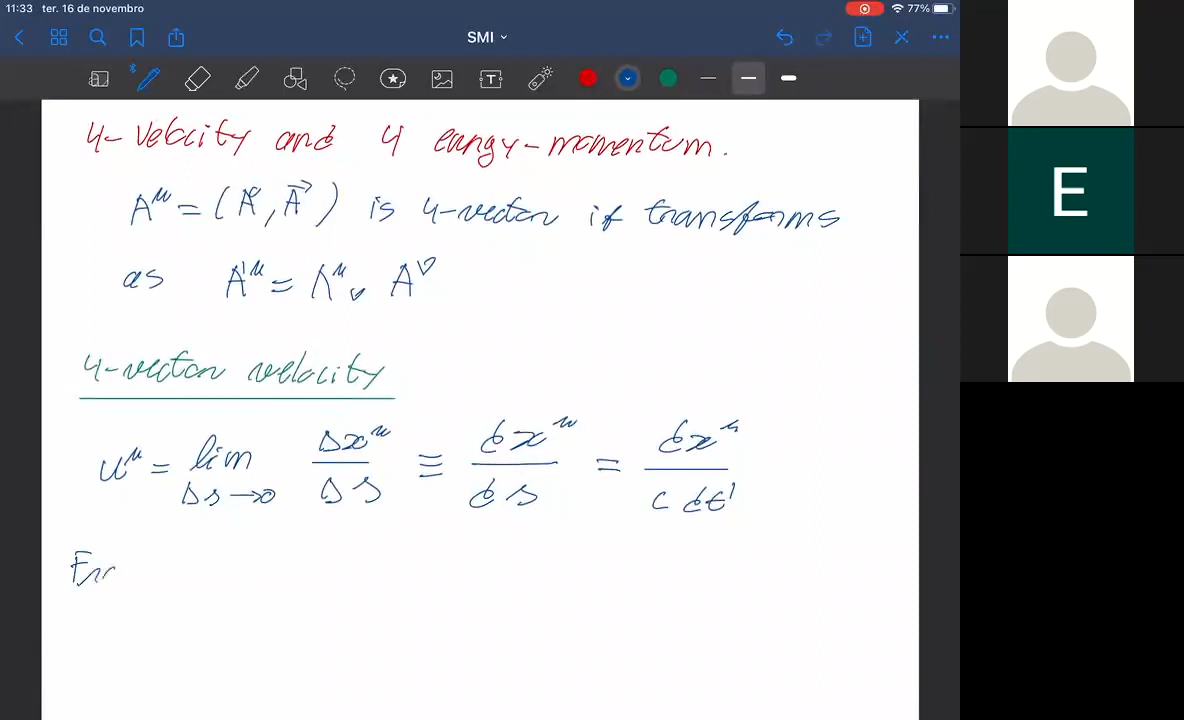 11:33 ter. 16 de novembro
77%
SMI
4-Velocity and 4 energy-momentum.
A^μ = (A⁰, A⃗) is 4-vector if transforms
as A'^μ = Λ^μ_ν A^ν
4-vector velocity
u^μ = lim Δs→0 Δx^μ/Δs ≡ dx^μ/ds = dx^μ/c dt'
E